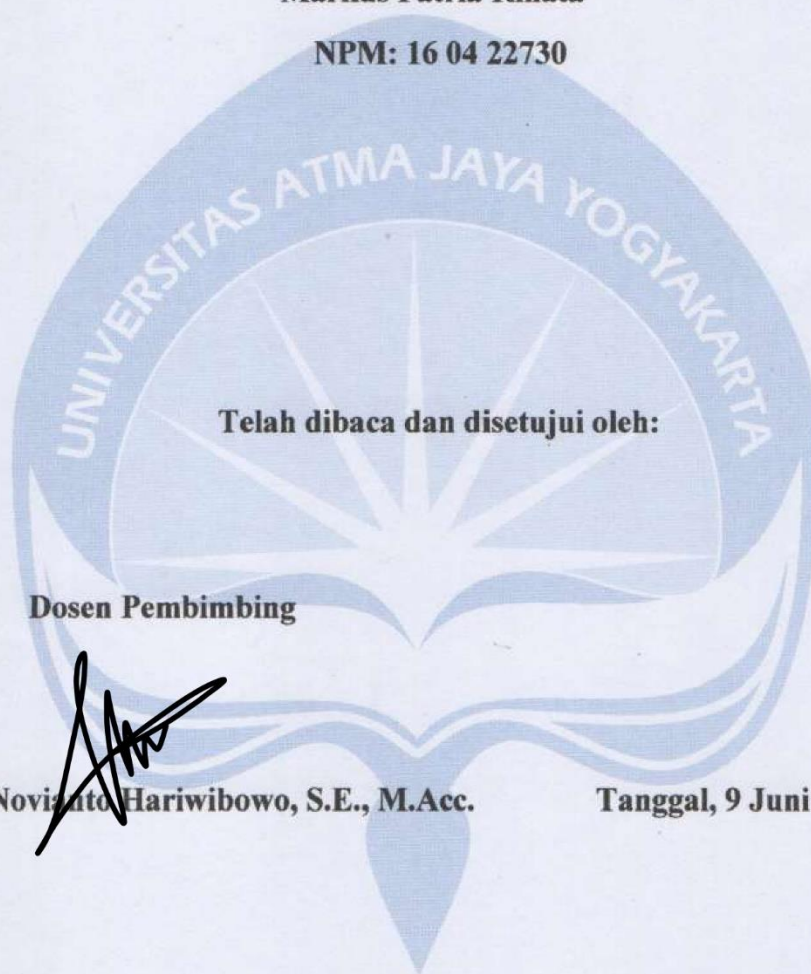 NPM: 16 04 22730
UNIVERSITAS ATMA JAYA YOGYAKARTA
Telah dibaca dan disetujui oleh:
Dosen Pembimbing
Novianto Hariwibowo, S.E., M.Acc. Tanggal, 9 Juni